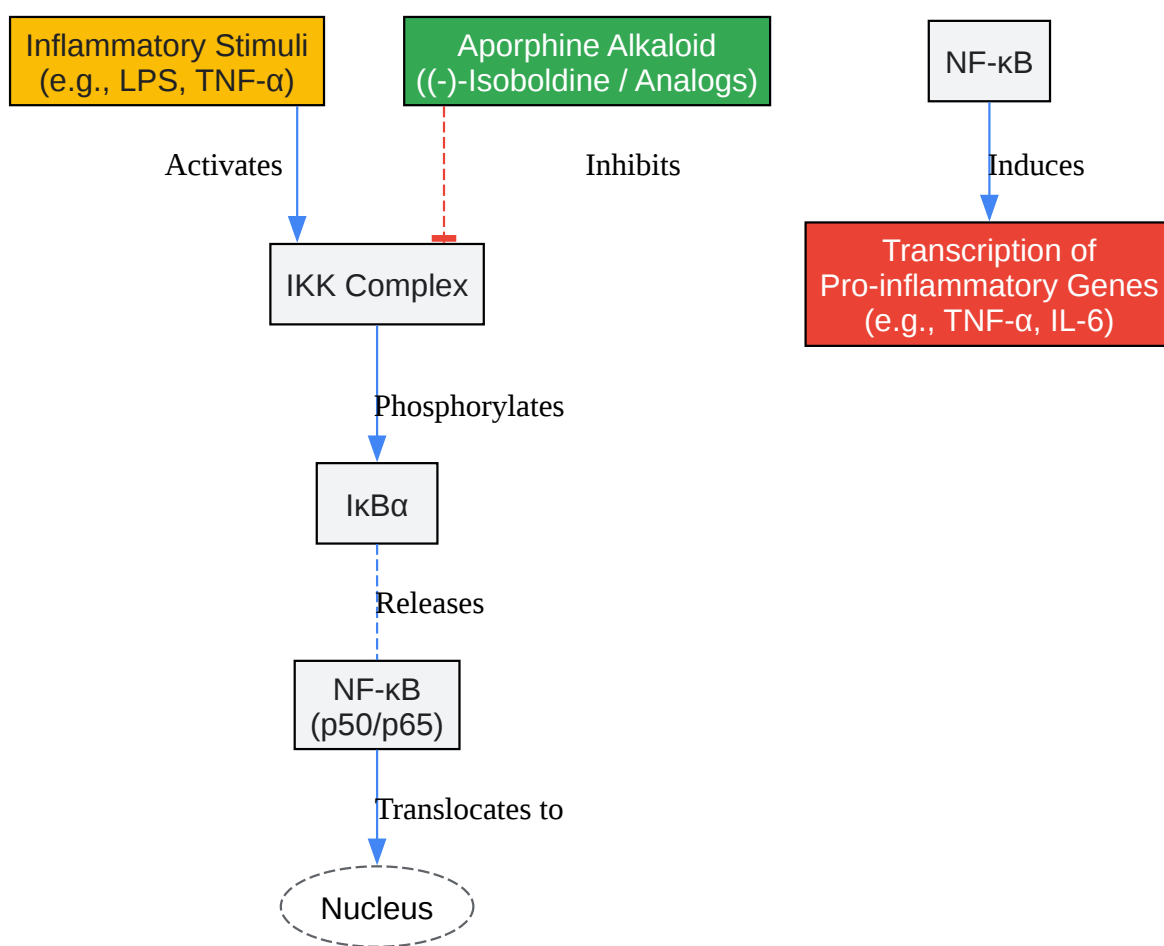 Inflammatory Stimuli
(e.g., LPS, TNF-α)
Aporphine Alkaloid
((-)-Isoboldine / Analogs)
NF-κB
Activates
Inhibits
Induces
IKK Complex
Transcription of
Pro-inflammatory Genes
(e.g., TNF-α, IL-6)
Phosphorylates
IκBα
Releases
NF-κB
(p50/p65)
Translocates to
Nucleus